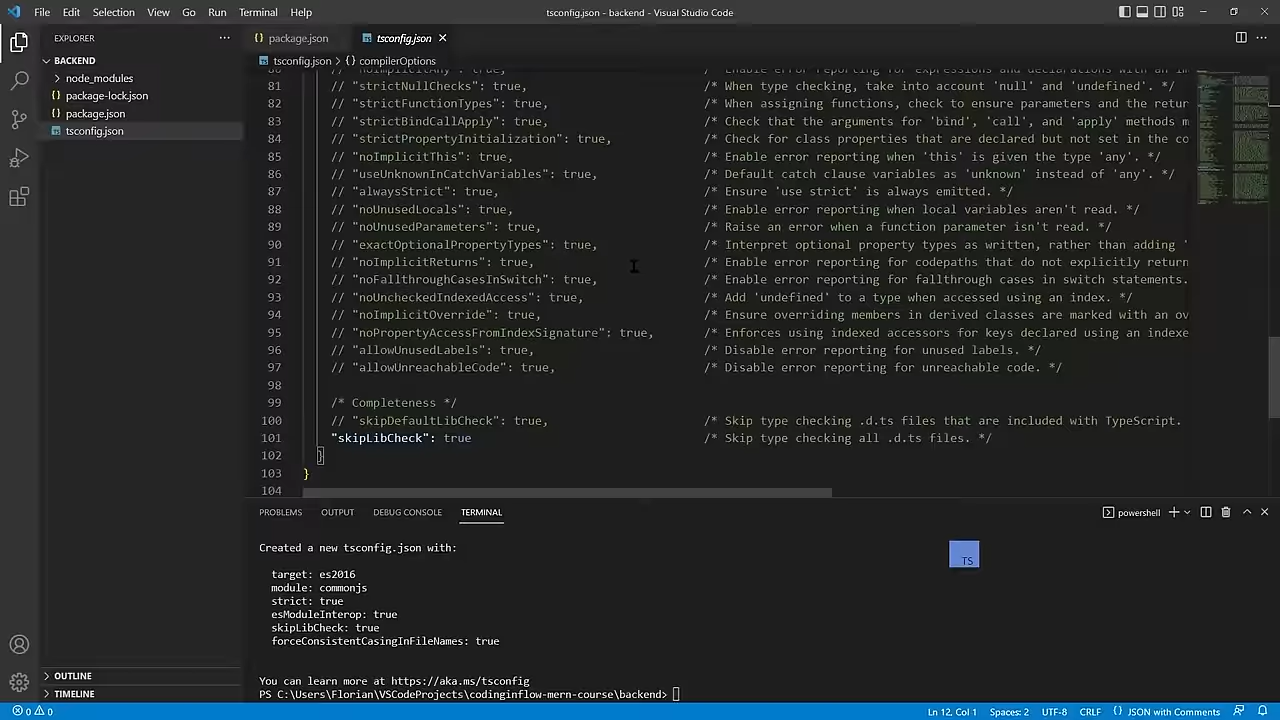 File Edit Selection View Go Run Terminal Help
tsconfig.json - backend - Visual Studio Code
EXPLORER
BACKEND
node_modules
package-lock.json
package.json
tsconfig.json
OUTLINE
TIMELINE
package.json
tsconfig.json
tsconfig.json > {} compilerOptions
80 // "noImplicitAny": true, /* Enable error reporting for expressions and declarations with an im
81 // "strictNullChecks": true, /* When type checking, take into account 'null' and 'undefined'. */
82 // "strictFunctionTypes": true, /* When assigning functions, check to ensure parameters and the retur
83 // "strictBindCallApply": true, /* Check that the arguments for 'bind', 'call', and 'apply' methods m
84 // "strictPropertyInitialization": true, /* Check for class properties that are declared but not set in the co
85 // "noImplicitThis": true, /* Enable error reporting when 'this' is given the type 'any'. */
86 // "useUnknownInCatchVariables": true, /* Default catch clause variables as 'unknown' instead of 'any'. */
87 // "alwaysStrict": true, /* Ensure 'use strict' is always emitted. */
88 // "noUnusedLocals": true, /* Enable error reporting when local variables aren't read. */
89 // "noUnusedParameters": true, /* Raise an error when a function parameter isn't read. */
90 // "exactOptionalPropertyTypes": true, /* Interpret optional property types as written, rather than adding '
91 // "noImplicitReturns": true, /* Enable error reporting for codepaths that do not explicitly return
92 // "noFallthroughCasesInSwitch": true, /* Enable error reporting for fallthrough cases in switch statements.
93 // "noUncheckedIndexedAccess": true, /* Add 'undefined' to a type when accessed using an index. */
94 // "noImplicitOverride": true, /* Ensure overriding members in derived classes are marked with an ov
95 // "noPropertyAccessFromIndexSignature": true, /* Enforces using indexed accessors for keys declared using an indexe
96 // "allowUnusedLabels": true, /* Disable error reporting for unused labels. */
97 // "allowUnreachableCode": true, /* Disable error reporting for unreachable code. */
98
99 /* Completeness */
100 // "skipDefaultLibCheck": true, /* Skip type checking .d.ts files that are included with TypeScript.
101 "skipLibCheck": true /* Skip type checking all .d.ts files. */
102 }
103 }
104
PROBLEMS OUTPUT DEBUG CONSOLE TERMINAL
powershell
Created a new tsconfig.json with:
TS
target: es2016
module: commonjs
strict: true
esModuleInterop: true
skipLibCheck: true
forceConsistentCasingInFileNames: true
You can learn more at https://aka.ms/tsconfig
PS C:\Users\Florian\VSCodeProjects\codinginflow-mern-course\backend>
0 0 Ln 12, Col 1 Spaces: 2 UTF-8 CRLF {} JSON with Comments